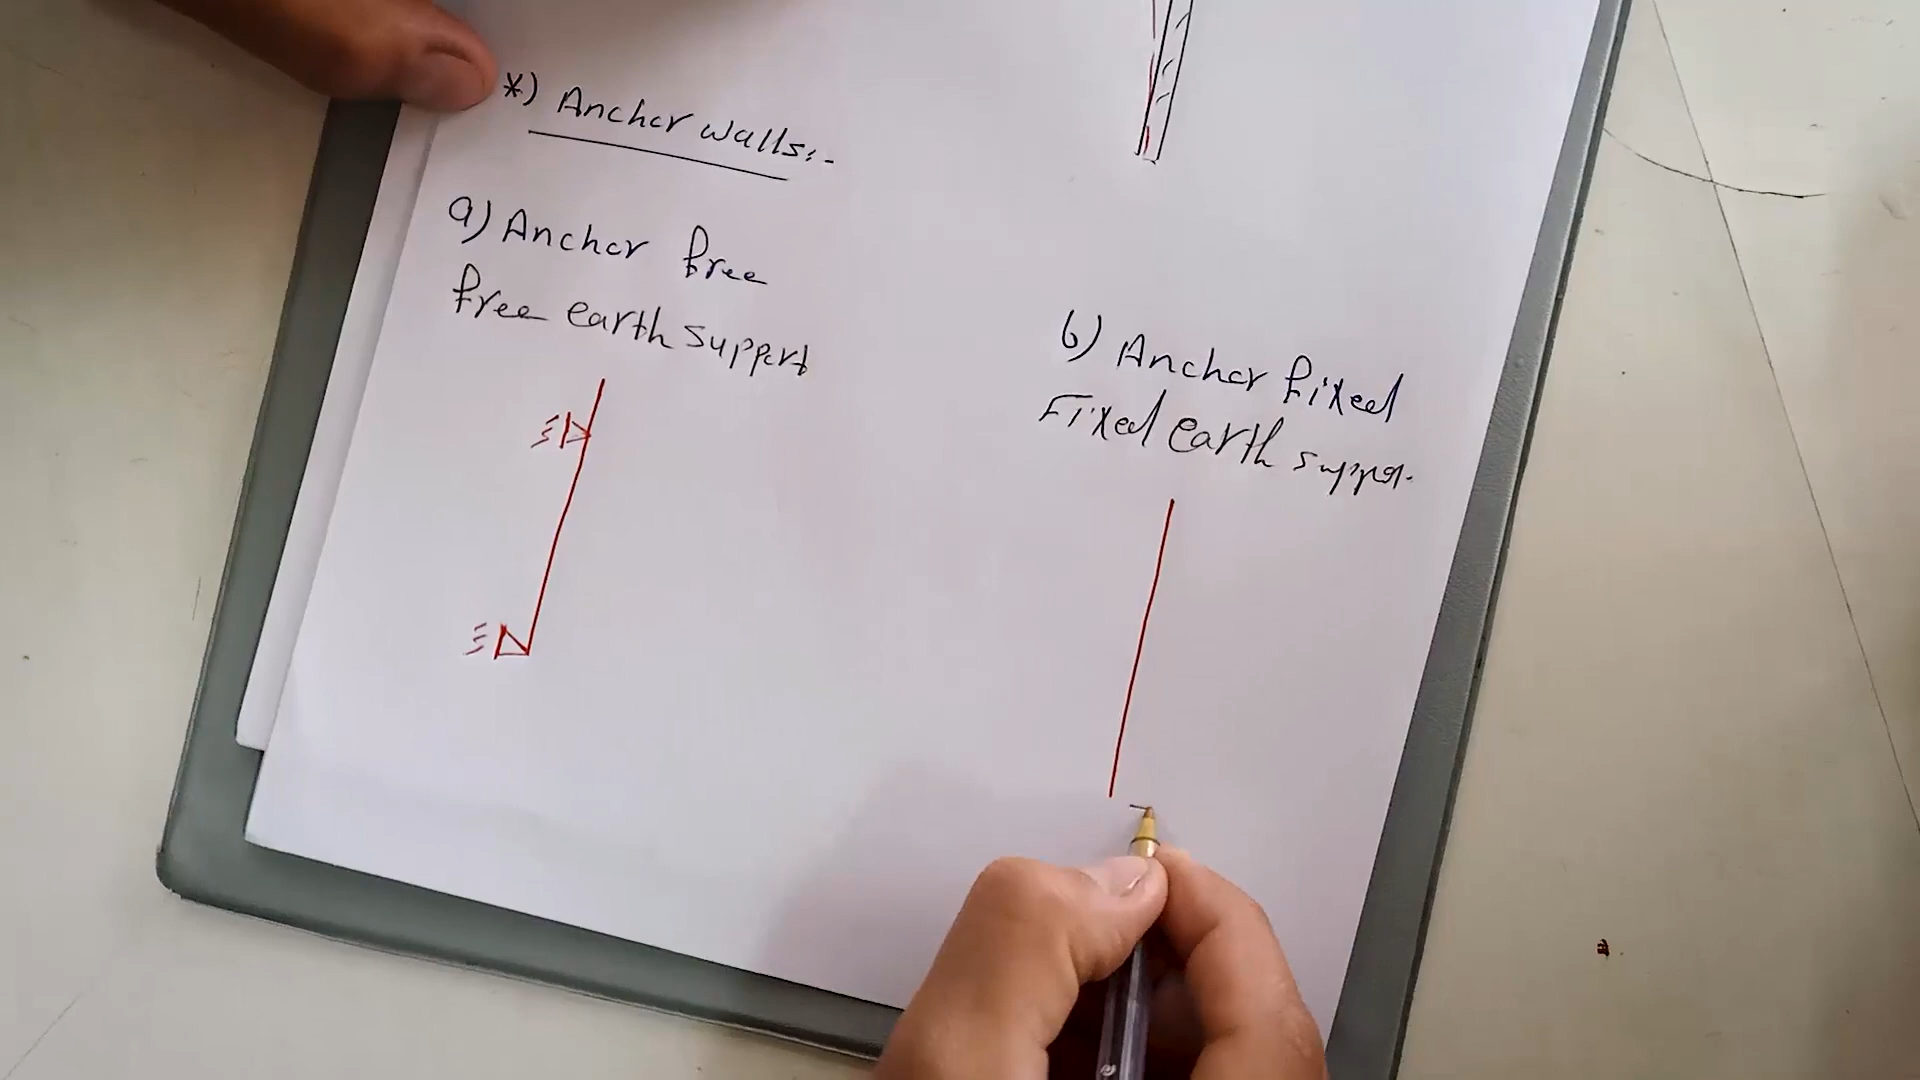 *) Anchor walls:-
a) Anchor free
free earth support
b) Anchor fixed
Fixed earth suppor.